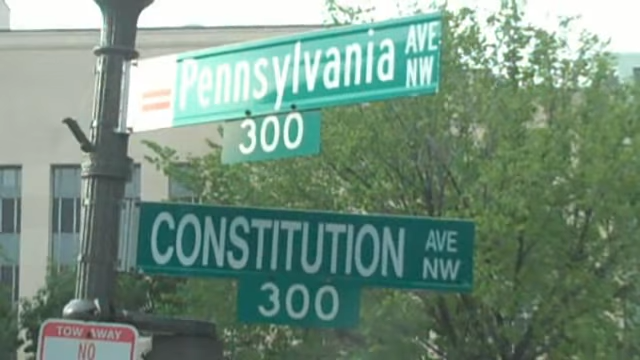 Pennsylvania AVE NW
300
CONSTITUTION AVE NW
300
TOW AWAY
NO